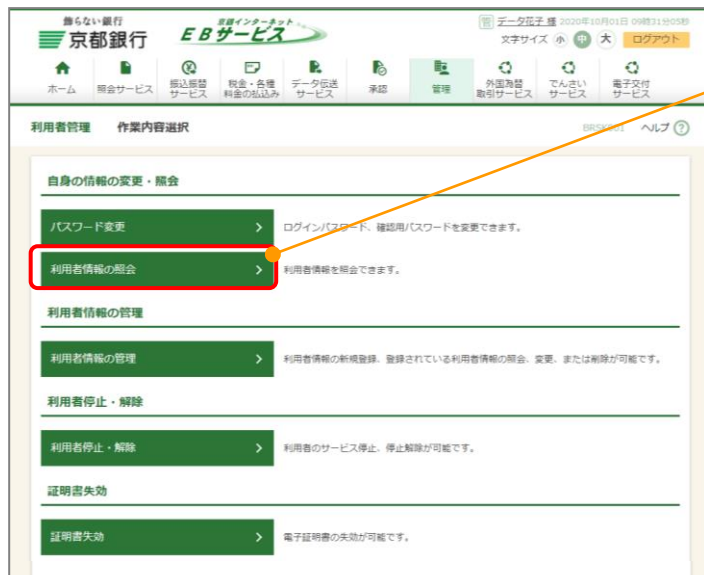 飾らない銀行
京都銀行
京銀インターネット
EBサービス
管 データ花子 様 2020年10月01日 09時31分05秒
文字サイズ 小 中 大 ログアウト
ホーム 照会サービス 振込振替サービス 税金・各種料金の払込み データ伝送サービス 承認 管理 外国為替取引サービス でんさいサービス 電子交付サービス
利用者管理 作業内容選択
BRSK001 ヘルプ ?
自身の情報の変更・照会
パスワード変更 > ログインパスワード、確認用パスワードを変更できます。
利用者情報の照会 > 利用者情報を照会できます。
利用者情報の管理
利用者情報の管理 > 利用者情報の新規登録、登録されている利用者情報の照会、変更、または削除が可能です。
利用者停止・解除
利用者停止・解除 > 利用者のサービス停止、停止解除が可能です。
証明書失効
証明書失効 > 電子証明書の失効が可能です。